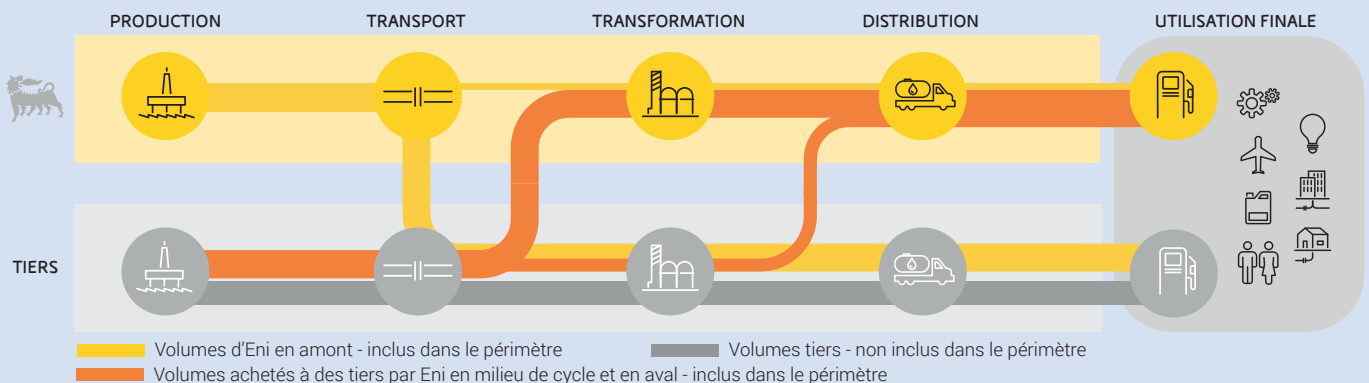 PRODUCTION TRANSPORT TRANSFORMATION DISTRIBUTION UTILISATION FINALE
TIERS
Volumes d'Eni en amont - inclus dans le périmètre Volumes tiers - non inclus dans le périmètre
Volumes achetés à des tiers par Eni en milieu de cycle et en aval - inclus dans le périmètre